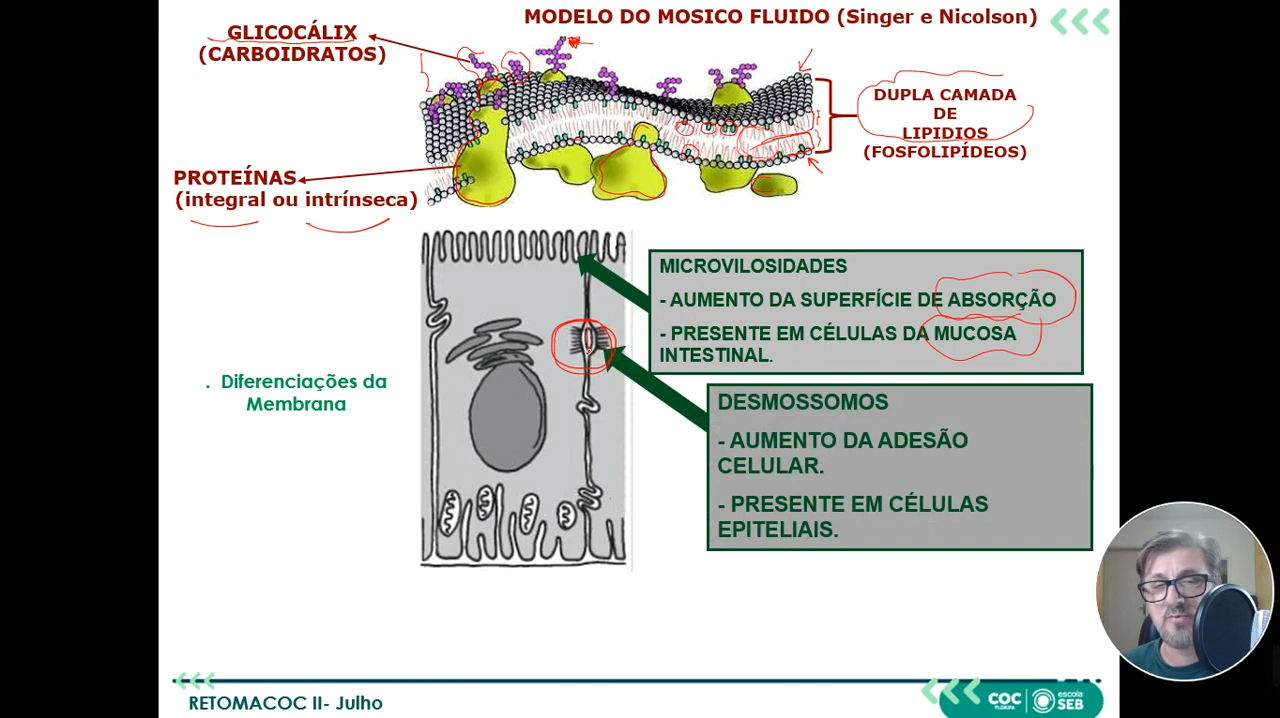 MODELO DO MOSICO FLUIDO (Singer e Nicolson)
GLICOCÁLIX
(CARBOIDRATOS)
DUPLA CAMADA
DE
LIPIDIOS
(FOSFOLIPÍDEOS)
PROTEÍNAS
(integral ou intrínseca)
MICROVILOSIDADES
- AUMENTO DA SUPERFÍCIE DE ABSORÇÃO
- PRESENTE EM CÉLULAS DA MUCOSA
INTESTINAL.
. Diferenciações da
Membrana
DESMOSSOMOS
- AUMENTO DA ADESÃO
CELULAR.
- PRESENTE EM CÉLULAS
EPITELIAIS.
RETOMACOC II- Julho
COC
FLORIPA
escola
SEB